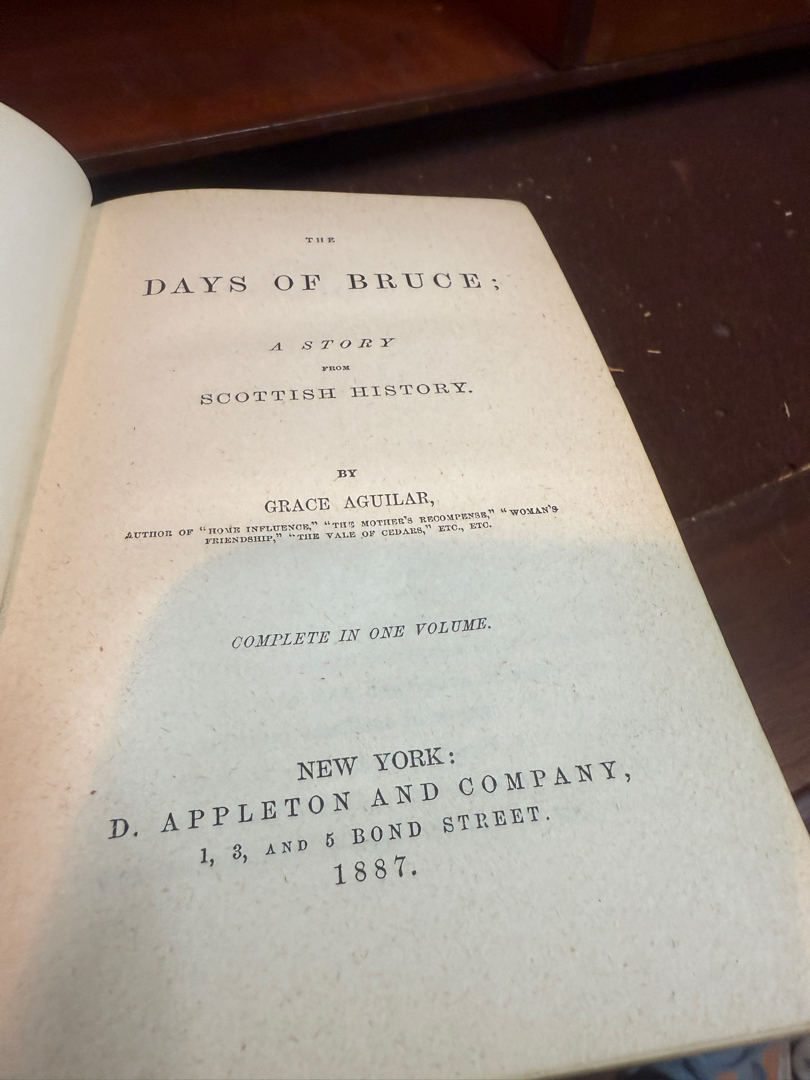 THE
DAYS OF BRUCE;
A STORY
FROM
SCOTTISH HISTORY.
BY
GRACE AGUILAR,
AUTHOR OF "HOME INFLUENCE," "THE MOTHER'S RECOMPENSE," "WOMAN'S
FRIENDSHIP," "THE VALE OF CEDARS," ETC., ETC.
COMPLETE IN ONE VOLUME.
NEW YORK:
D. APPLETON AND COMPANY,
1, 3, AND 5 BOND STREET.
1887.